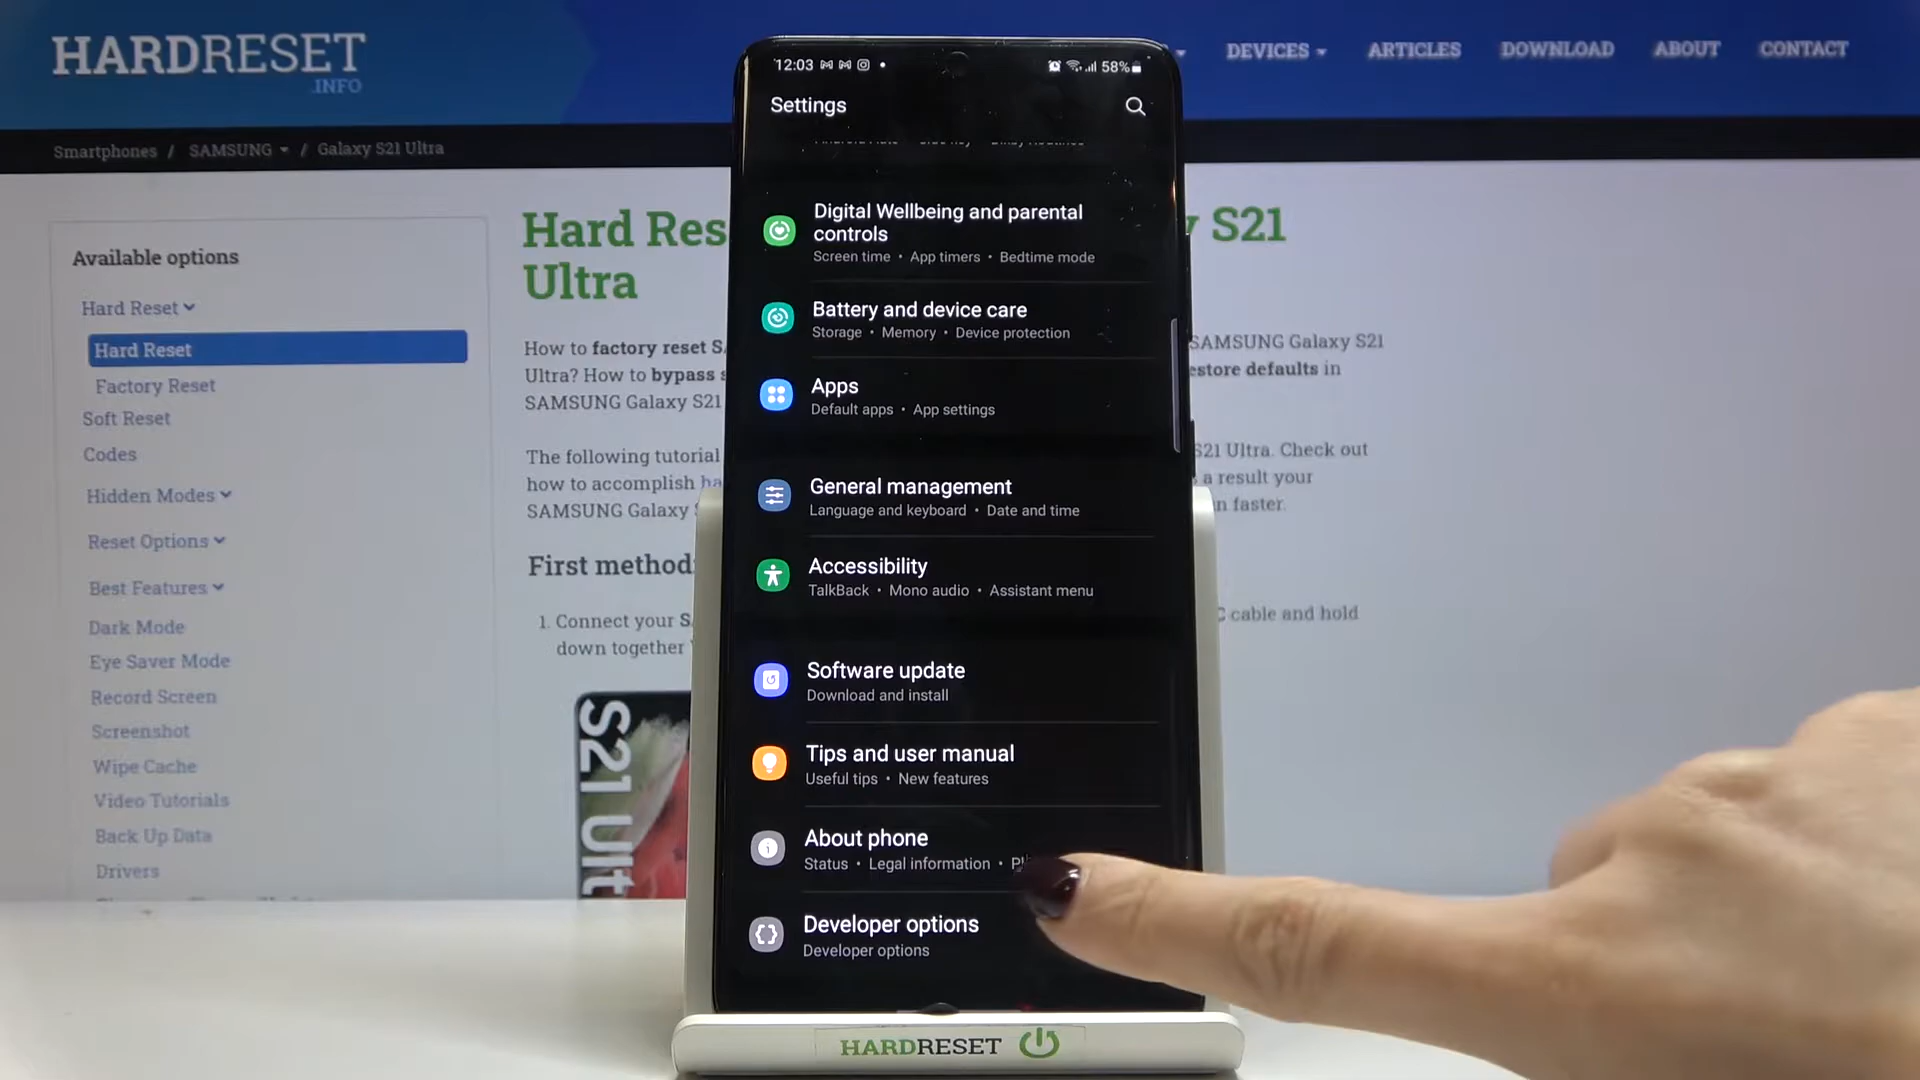 HARDRESET
.INFO
DEVICES
ARTICLES
DOWNLOAD
ABOUT
CONTACT
Smartphones / SAMSUNG / Galaxy S21 Ultra
Available options
Hard Reset
Hard Reset
Factory Reset
Soft Reset
Codes
Hidden Modes
Reset Options
Best Features
Dark Mode
Eye Saver Mode
Record Screen
Screenshot
Wipe Cache
Video Tutorials
Back Up Data
Drivers
Hard Res
y S21
Ultra
How to factory reset S
SAMSUNG Galaxy S21
Ultra? How to bypass s
estore defaults in
SAMSUNG Galaxy S21
The following tutorial
S21 Ultra. Check out
how to accomplish ha
a result your
SAMSUNG Galaxy
n faster.
First method:
1. Connect your S
C cable and hold
down together
S21 Ult
12:03
58%
Settings
Digital Wellbeing and parental
controls
Screen time • App timers • Bedtime mode
Battery and device care
Storage • Memory • Device protection
Apps
Default apps • App settings
General management
Language and keyboard • Date and time
Accessibility
TalkBack • Mono audio • Assistant menu
Software update
Download and install
Tips and user manual
Useful tips • New features
About phone
Status • Legal information •
Developer options
Developer options
HARDRESET